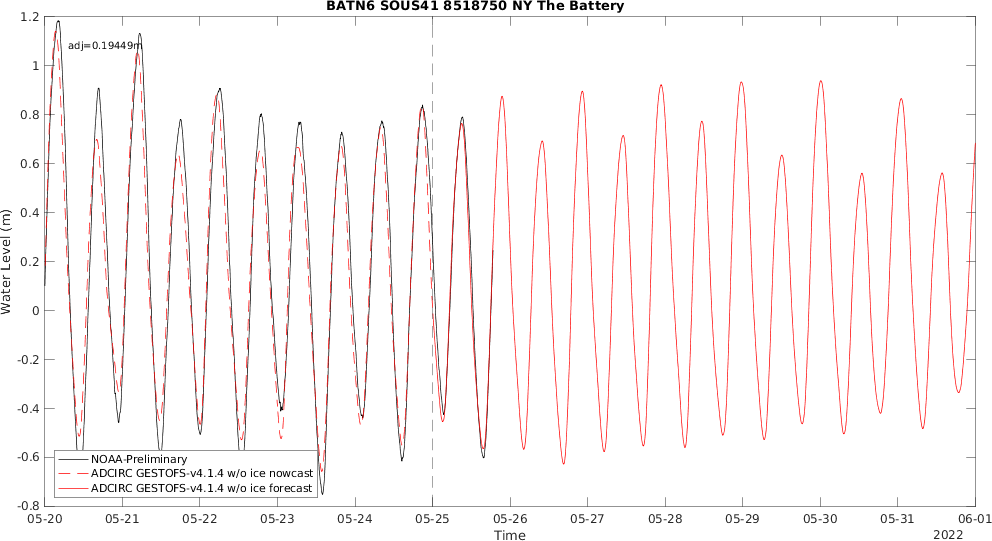 BATN6 SOUS41 8518750 NY The Battery
adj=0.19449m
1.2
1
0.8
0.6
0.4
0.2
0
-0.2
-0.4
-0.6
-0.8
Water Level (m)
NOAA-Preliminary
ADCIRC GESTOFS-v4.1.4 w/o ice nowcast
ADCIRC GESTOFS-v4.1.4 w/o ice forecast
05-20 05-21 05-22 05-23 05-24 05-25 05-26 05-27 05-28 05-29 05-30 05-31 06-01
Time
2022